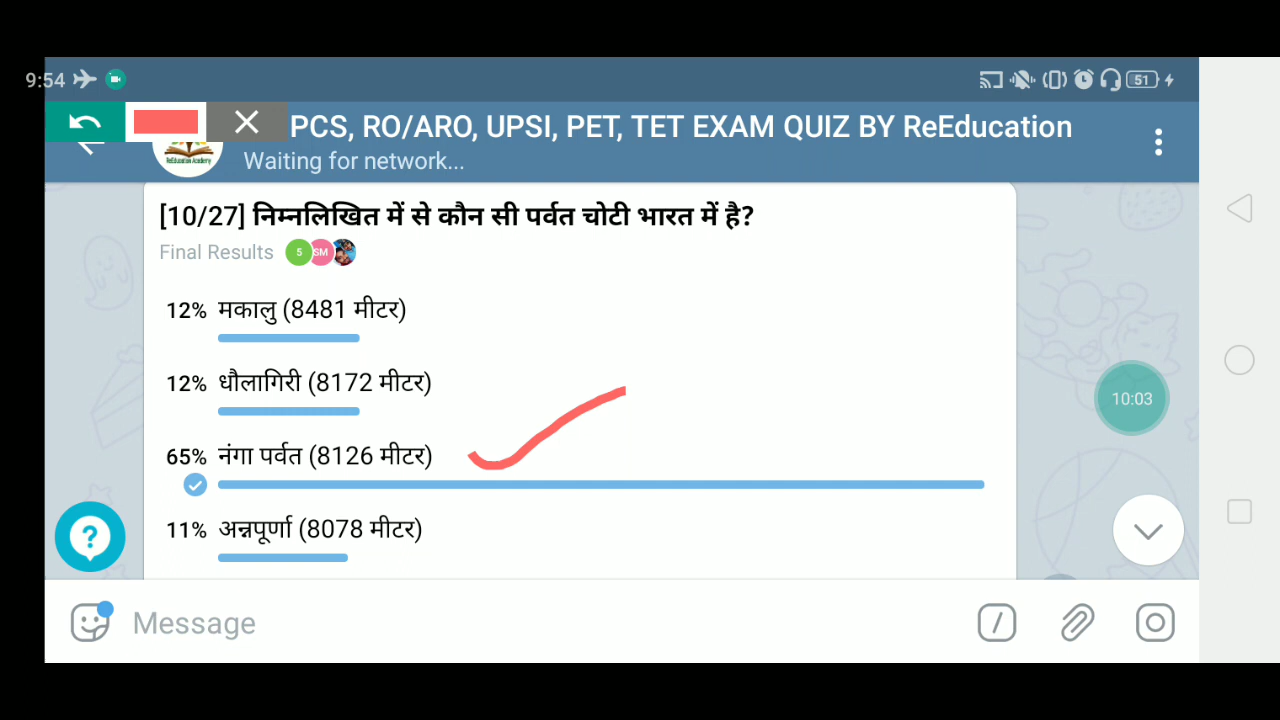 9:54
51
PCS, RO/ARO, UPSI, PET, TET EXAM QUIZ BY ReEducation
ReEducation Academy
Waiting for network...
[10/27] निम्नलिखित में से कौन सी पर्वत चोटी भारत में है?
Final Results
S
SM
12% मकालु (8481 मीटर)
12% धौलागिरी (8172 मीटर)
10:03
65% नंगा पर्वत (8126 मीटर)
11% अन्नपूर्णा (8078 मीटर)
?
Message
/